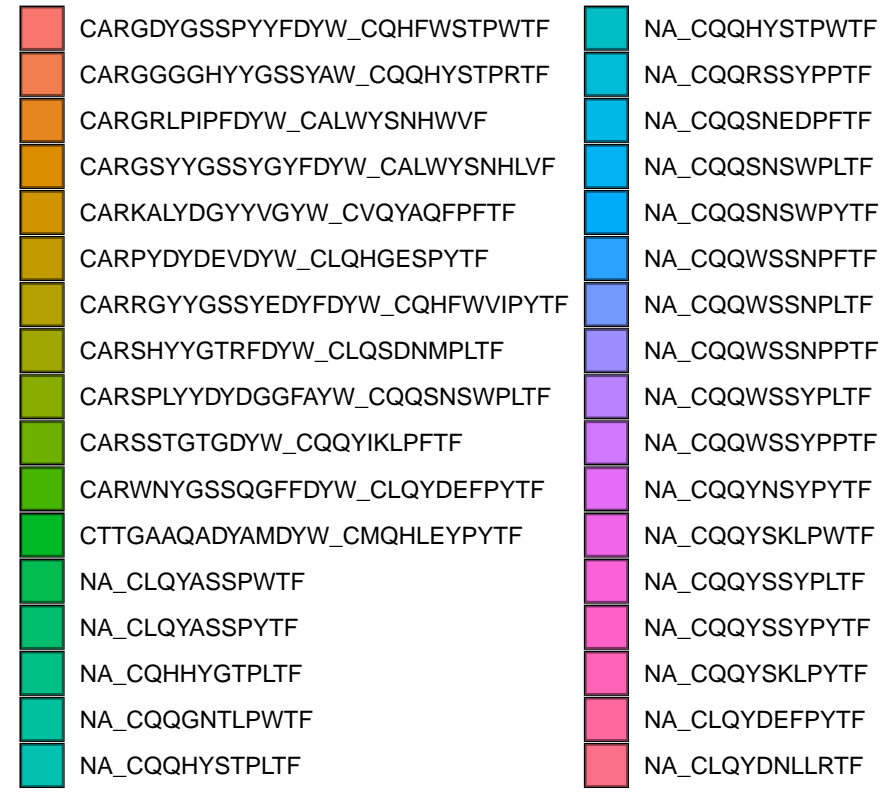 CARGDYGSSPYYFDYW_CQHFWSTPWTF
CARGGGGHYYGSSYAW_CQQHYSTPRTF
CARGRLPIPFDYW_CALWYSNHWVF
CARGSYYGSSYGYFDYW_CALWYSNHLVF
CARKALYDGYYVGYW_CVQYAQFPFTF
CARPYDYDEVDYW_CLQHGESPYTF
CARRGYYGSSYEDYFDYW_CQHFWVIPYTF
CARSHYYGTRFDYW_CLQSDNMPLTF
CARSPLYYDYDGGFAYW_CQQSNSWPLTF
CARSSTGTGDYW_CQQYIKLPFTF
CARWNYGSSQGFFDYW_CLQYDEFPYTF
CTTGAAQADYAMDYW_CMQHLEYPYTF
NA_CLQYASSPWTF
NA_CLQYASSPYTF
NA_CQHHYGTPLTF
NA_CQQGNTLPWTF
NA_CQQHYSTPLTF
NA_CQQHYSTPWTF
NA_CQQRSSYPPTF
NA_CQQSNEDPFTF
NA_CQQSNSWPLTF
NA_CQQSNSWPYTF
NA_CQQWSSNPFTF
NA_CQQWSSNPLTF
NA_CQQWSSNPPTF
NA_CQQWSSYPLTF
NA_CQQWSSYPPTF
NA_CQQYNSYPYTF
NA_CQQYSKLPWTF
NA_CQQYSSYPLTF
NA_CQQYSSYPYTF
NA_CQQYSKLPYTF
NA_CLQYDEFPYTF
NA_CLQYDNLLRTF